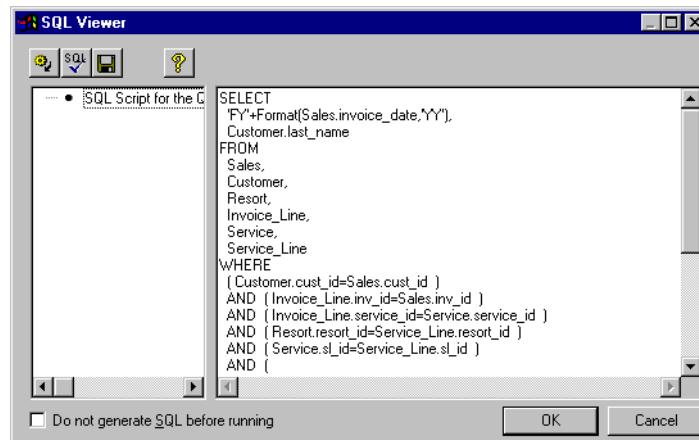 SQL Viewer
SQL
?
SQL Script for the Q
SELECT
'FY'+Format(Sales.invoice_date,'YY'),
Customer.last_name
FROM
Sales,
Customer,
Resort,
Invoice_Line,
Service,
Service_Line
WHERE
( Customer.cust_id=Sales.cust_id )
AND ( Invoice_Line.inv_id=Sales.inv_id )
AND ( Invoice_Line.service_id=Service.service_id )
AND ( Resort.resort_id=Service_Line.resort_id )
AND ( Service.sl_id=Service_Line.sl_id )
AND (
Do not generate SQL before running
OK
Cancel